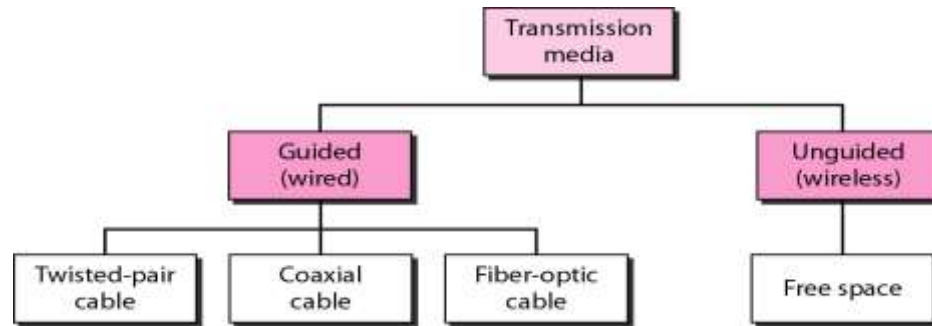 Transmission
media
Guided
(wired)
Unguided
(wireless)
Twisted-pair
cable
Coaxial
cable
Fiber-optic
cable
Free space